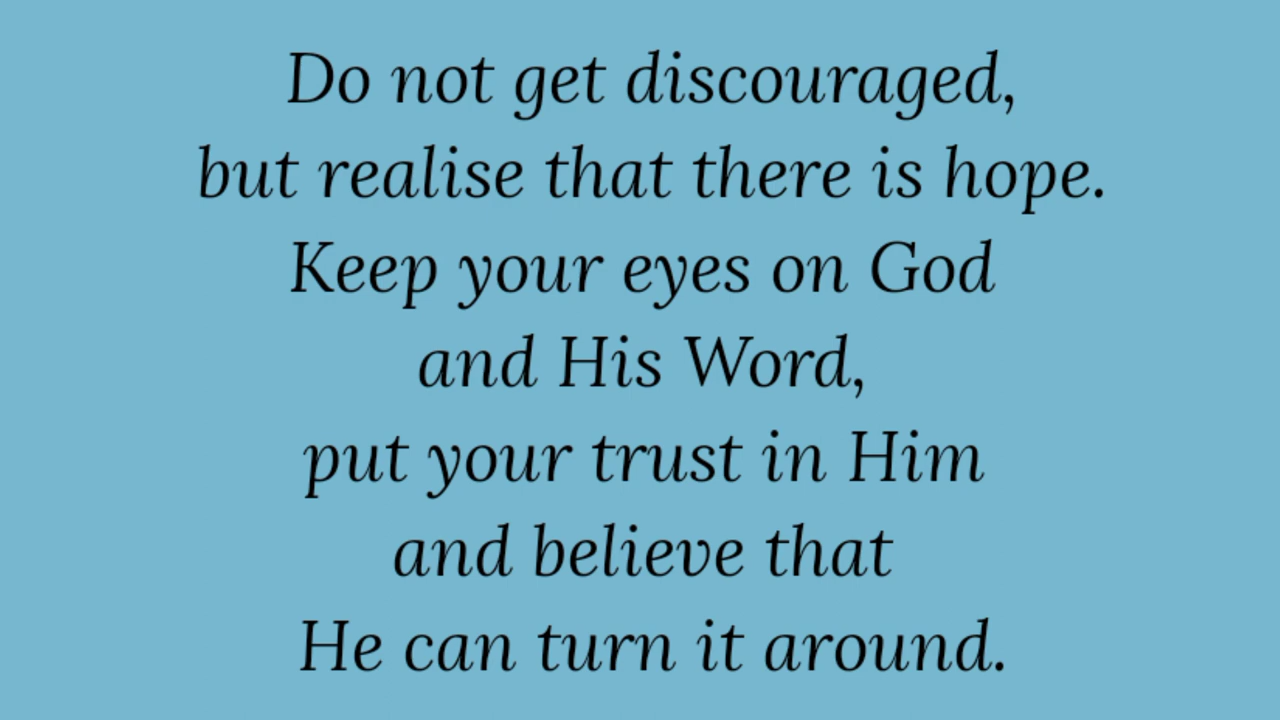 Do not get discouraged,
but realise that there is hope.
Keep your eyes on God
and His Word,
put your trust in Him
and believe that
He can turn it around.